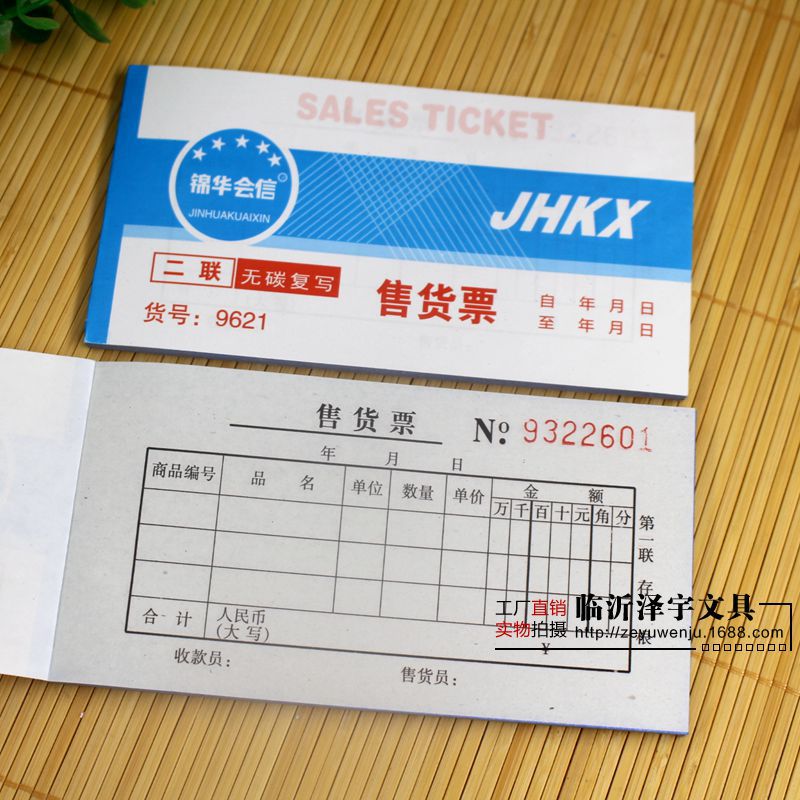 SALES TICKET
锦华会信
JINHUAKUAIXIN
JHKX
二联 无碳复写
货号：9621
售货票
自 年 月 日
至 年 月 日
售货票
No. 9322601
年 月 日
商品编号 品名 单位 数量 单价 金额
万 千 百 十 元 角 分
合计 人民币
(大写)
¥
收款员：
售货员：
第一联 存根
工厂直销
实物拍摄
临沂泽宇文具
http://zeyuwenju.1688.com